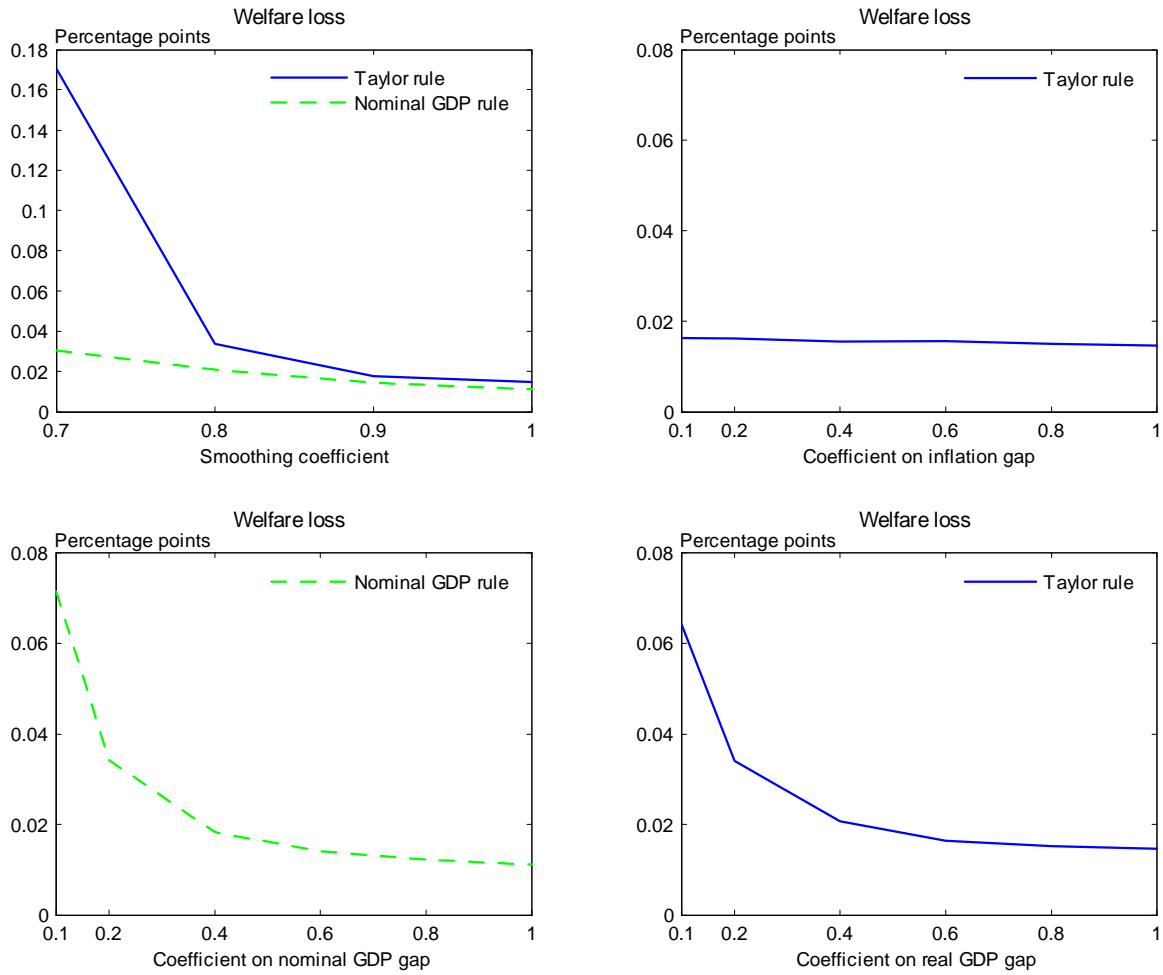 Welfare loss
Percentage points
0.18
0.16
0.14
0.12
0.1
0.08
0.06
0.04
0.02
0
Taylor rule
Nominal GDP rule
0.7 0.8 0.9 1
Smoothing coefficient
Welfare loss
Percentage points
0.08
0.06
0.04
0.02
0
Taylor rule
0.1 0.2 0.4 0.6 0.8 1
Coefficient on inflation gap
Welfare loss
Percentage points
0.08
0.06
0.04
0.02
0
Nominal GDP rule
0.1 0.2 0.4 0.6 0.8 1
Coefficient on nominal GDP gap
Welfare loss
Percentage points
0.08
0.06
0.04
0.02
0
Taylor rule
0.1 0.2 0.4 0.6 0.8 1
Coefficient on real GDP gap